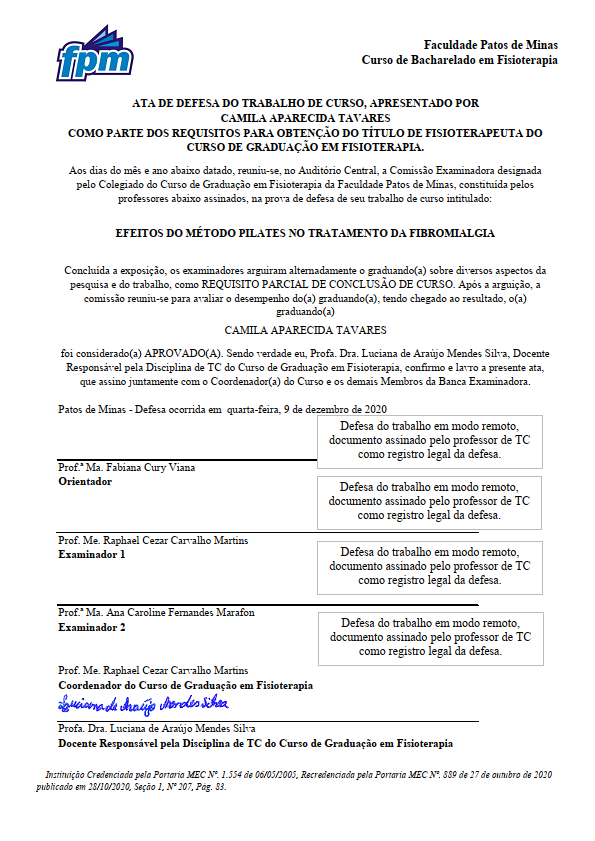 fpm
Faculdade Patos de Minas
Curso de Bacharelado em Fisioterapia
ATA DE DEFESA DO TRABALHO DE CURSO, APRESENTADO POR
CAMILA APARECIDA TAVARES
COMO PARTE DOS REQUISITOS PARA OBTENÇÃO DO TÍTULO DE FISIOTERAPEUTA DO
CURSO DE GRADUAÇÃO EM FISIOTERAPIA.
Aos dias do mês e ano abaixo datado, reuniu-se, no Auditório Central, a Comissão Examinadora designada
pelo Colegiado do Curso de Graduação em Fisioterapia da Faculdade Patos de Minas, constituída pelos
professores abaixo assinados, na prova de defesa de seu trabalho de curso intitulado:
EFEITOS DO MÉTODO PILATES NO TRATAMENTO DA FIBROMIALGIA
Concluída a exposição, os examinadores arguiram alternadamente o graduando(a) sobre diversos aspectos da
pesquisa e do trabalho, como REQUISITO PARCIAL DE CONCLUSÃO DE CURSO. Após a arguição, a
comissão reuniu-se para avaliar o desempenho do(a) graduando(a), tendo chegado ao resultado, o(a)
graduando(a)
CAMILA APARECIDA TAVARES
foi considerado(a) APROVADO(A). Sendo verdade eu, Profa. Dra. Luciana de Araújo Mendes Silva, Docente
Responsável pela Disciplina de TC do Curso de Graduação em Fisioterapia, confirmo e lavro a presente ata,
que assino juntamente com o Coordenador(a) do Curso e os demais Membros da Banca Examinadora.
Patos de Minas - Defesa ocorrida em quarta-feira, 9 de dezembro de 2020
Defesa do trabalho em modo remoto,
documento assinado pelo professor de TC
como registro legal da defesa.
Prof.ª Ma. Fabiana Cury Viana
Orientador
Defesa do trabalho em modo remoto,
documento assinado pelo professor de TC
como registro legal da defesa.
Prof. Me. Raphael Cezar Carvalho Martins
Examinador 1
Defesa do trabalho em modo remoto,
documento assinado pelo professor de TC
como registro legal da defesa.
Prof.ª Ma. Ana Caroline Fernandes Marafon
Examinador 2
Defesa do trabalho em modo remoto,
documento assinado pelo professor de TC
como registro legal da defesa.
Prof. Me. Raphael Cezar Carvalho Martins
Coordenador do Curso de Graduação em Fisioterapia
Luciana de Araújo Mendes Silva
Profa. Dra. Luciana de Araújo Mendes Silva
Docente Responsável pela Disciplina de TC do Curso de Graduação em Fisioterapia
Instituição Credenciada pela Portaria MEC Nº. 1.554 de 06/05/2005, Recredenciada pela Portaria MEC Nº. 889 de 27 de outubro de 2020
publicado em 28/10/2020, Seção 1, Nº 207, Pág. 83.